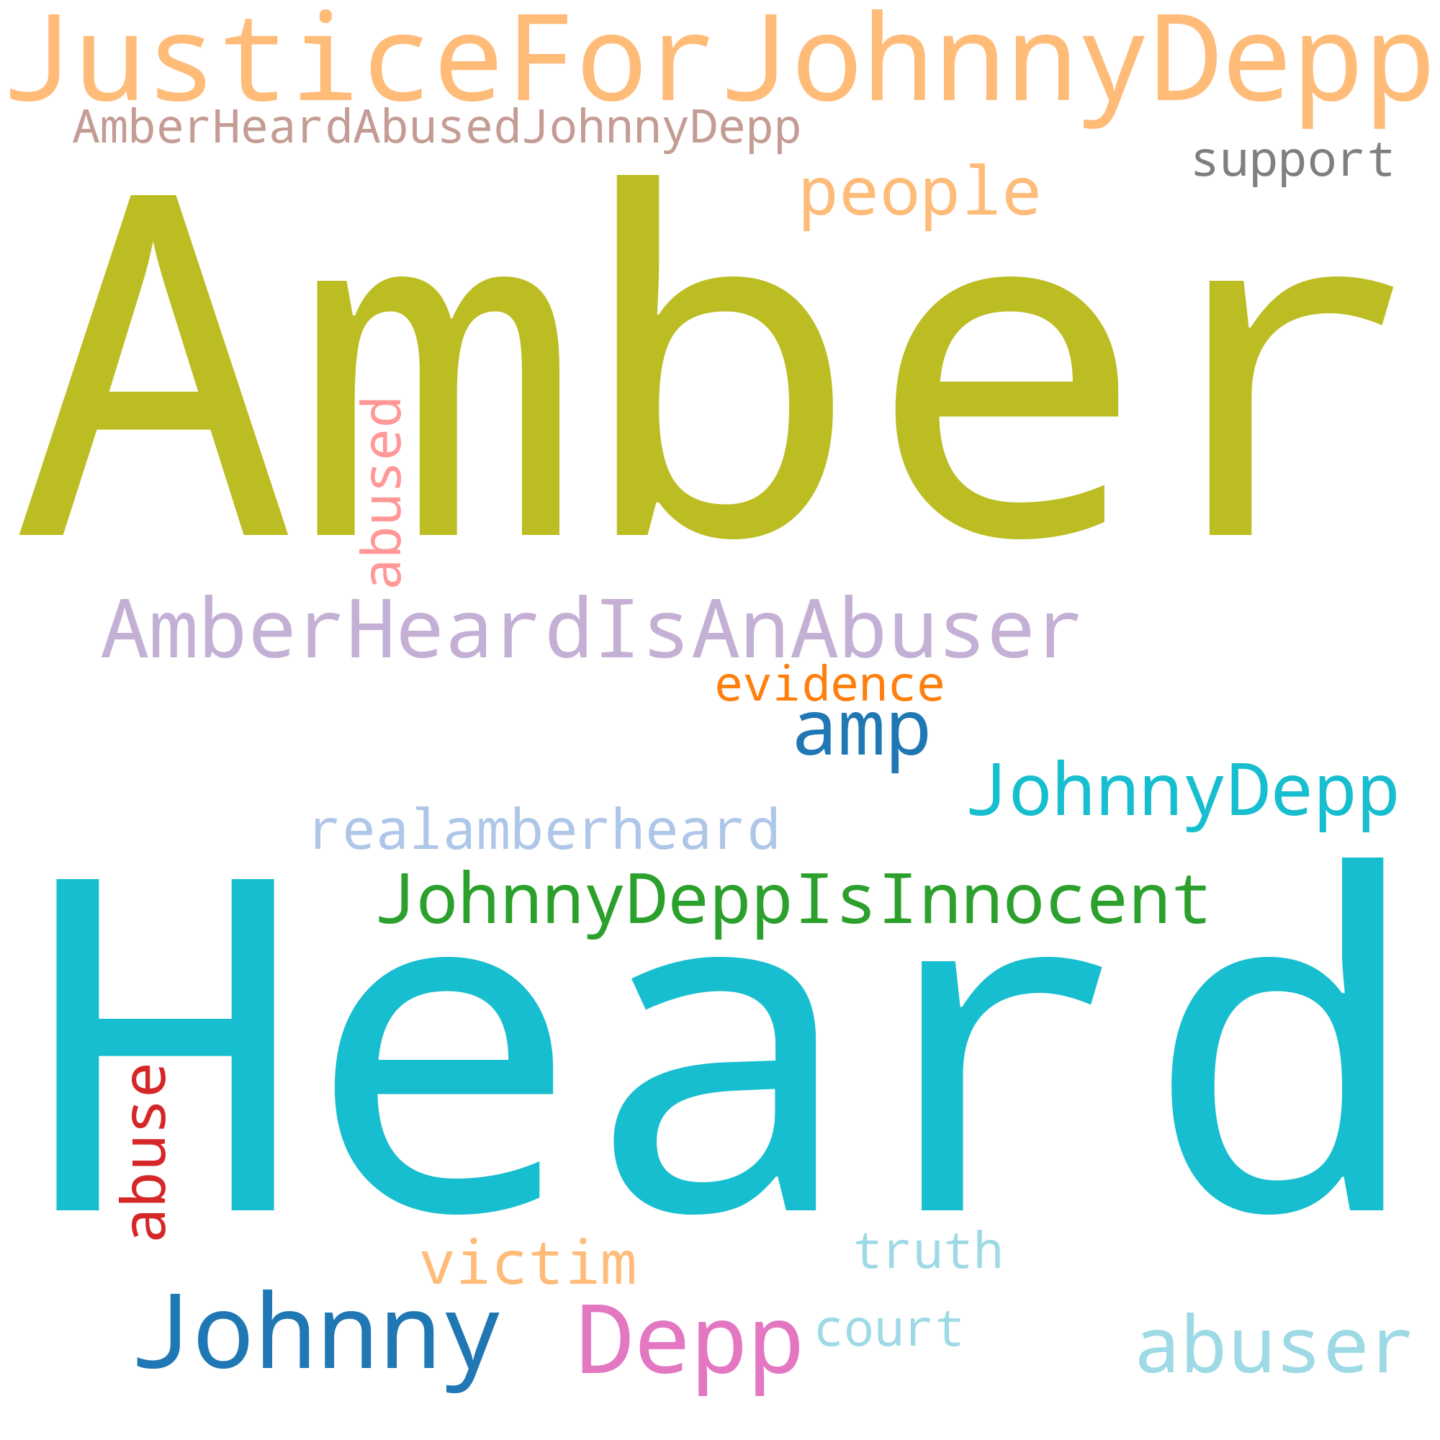 JusticeForJohnnyDepp
AmberHeardAbusedJohnnyDepp
support
people
Amber
abused
AmberHeardIsAnAbuser
evidence
amp
JohnnyDepp
realamberheard
JohnnyDeppIsInnocent
Heard
abuse
victim
truth
Johnny
Depp
court
abuser